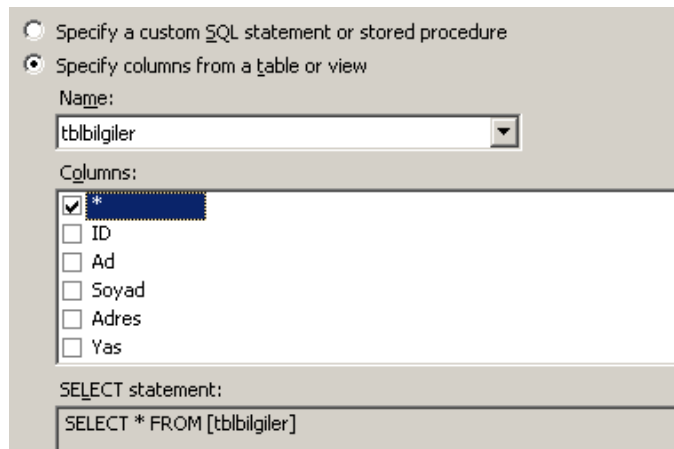 Specify a custom SQL statement or stored procedure
Specify columns from a table or view
Name:
tblbilgiler
Columns:
*
ID
Ad
Soyad
Adres
Yas
SELECT statement:
SELECT * FROM [tblbilgiler]